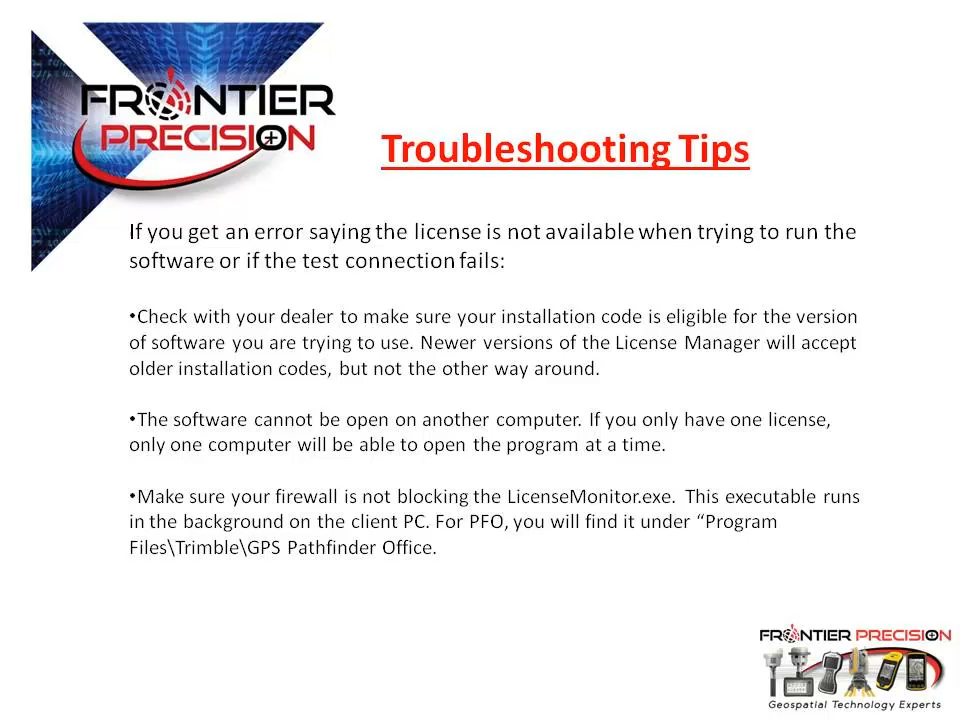 FRONTIER
PRECISION
Troubleshooting Tips
If you get an error saying the license is not available when trying to run the
software or if the test connection fails:
•Check with your dealer to make sure your installation code is eligible for the version
of software you are trying to use. Newer versions of the License Manager will accept
older installation codes, but not the other way around.
•The software cannot be open on another computer. If you only have one license,
only one computer will be able to open the program at a time.
•Make sure your firewall is not blocking the LicenseMonitor.exe. This executable runs
in the background on the client PC. For PFO, you will find it under “Program
Files\Trimble\GPS Pathfinder Office.
FRONTIER PRECISION
Geospatial Technology Experts